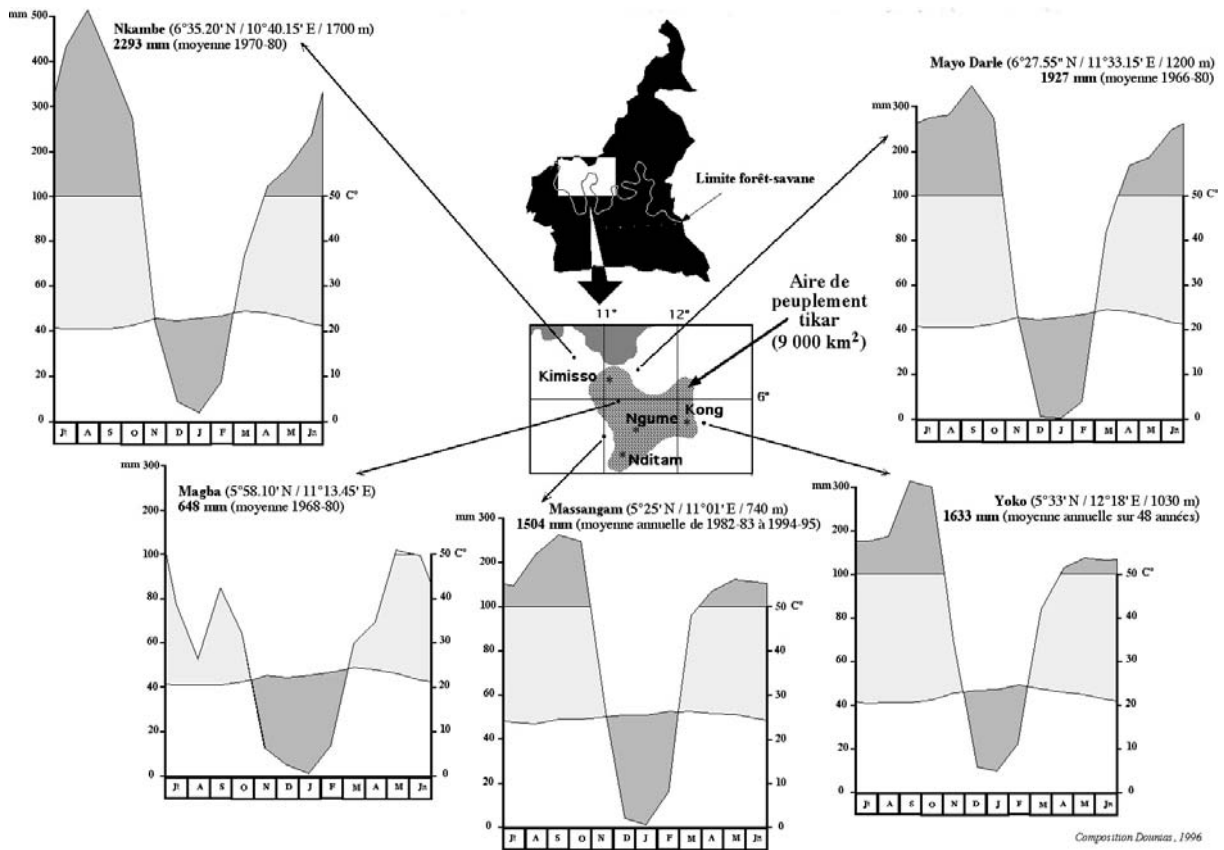 Nkambe (6°35.20' N / 10°40.15' E / 1700 m)
2293 mm (moyenne 1970-80)
mm 500
400
300
200
100
80
60
40
20
0
50 C°
40
30
20
10
0
Jt A S O N D J F M A M Jn
Limite forêt-savane
Mayo Darle (6°27.55" N / 11°33.15' E / 1200 m)
1927 mm (moyenne 1966-80)
mm 300
200
100
80
60
40
20
0
50 C°
40
30
20
10
0
Jt A S O N D J F M A M Jn
Aire de
peuplement
tikar
(9 000 km²)
11° 12°
6°
Kimisso
Kong
Ngume
Nditam
Magba (5°58.10' N / 11°13.45' E)
648 mm (moyenne 1968-80)
mm 300
200
100
80
60
40
20
0
50 C°
40
30
20
10
0
Jt A S O N D J F M A M Jn
Massangam (5°25' N / 11°01' E / 740 m)
1504 mm (moyenne annuelle de 1982-83 à 1994-95)
mm 300
200
100
80
60
40
20
0
50 C°
40
30
20
10
0
Jt A S O N D J F M A M Jn
Yoko (5°33' N / 12°18' E / 1030 m)
1633 mm (moyenne annuelle sur 48 années)
mm 300
200
100
80
60
40
20
0
50 C°
40
30
20
10
0
Jt A S O N D J F M A M Jn
Composition Dounias, 1996